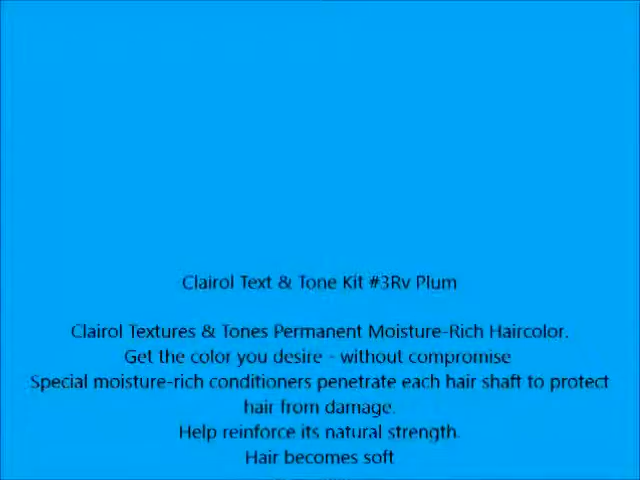 Clairol Text & Tone Kit #3Rv Plum
Clairol Textures & Tones Permanent Moisture-Rich Haircolor.
Get the color you desire - without compromise
Special moisture-rich conditioners penetrate each hair shaft to protect
hair from damage.
Help reinforce its natural strength.
Hair becomes soft